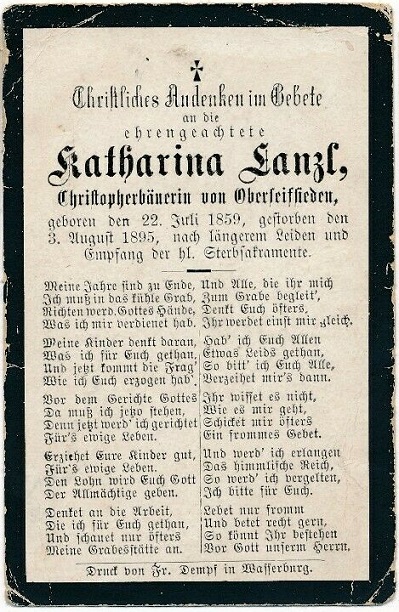 Christliches Andenken im Gebete
an die
ehrengeachtete
Katharina Lanzl,
Christopherbäuerin von Oberseifsieden,
geboren den 22. Juli 1859, gestorben den
3. August 1895, nach längerem Leiden und
Empfang der hl. Sterbsakramente.
Meine Jahre sind zu Ende,
Ich muß in das kühle Grab,
Richten werd. Gottes Hände,
Was ich mir verdienet hab.
Meine Kinder denkt daran,
Was ich für Euch gethan,
Und jetzt kommt die Frag'
Wie ich Euch erzogen hab'.
Vor dem Gerichte Gottes
Da muß ich jetzo stehen,
Denn jetzt werd' ich gerichtet
Für's ewige Leben.
Erziehet Eure Kinder gut,
Für's ewige Leben.
Den Lohn wird Euch Gott
Der Allmächtige geben.
Denket an die Arbeit,
Die ich für Euch gethan,
Und schauet nur öfters
Meine Grabesstätte an.
Und Alle, die ihr mich
Zum Grabe begleit',
Denkt Euch öfters,
Ihr werdet einst mir gleich.
Hab' ich Euch Allen
Etwas Leids gethan,
So bitt' ich Euch Alle,
Verzeihet mir's dann.
Ihr wisset es nicht,
Wie es mir geht,
Schicket mir öfters
Ein frommes Gebet.
Und werd' ich erlangen
Das himmlische Reich,
So werd' ich vergelten,
Ich bitte für Euch.
Lebet nur fromm
Und betet recht gern,
So könnt Ihr bestehen
Vor Gott unserm Herrn.
Druck von Fr. Dempf in Wasserburg.